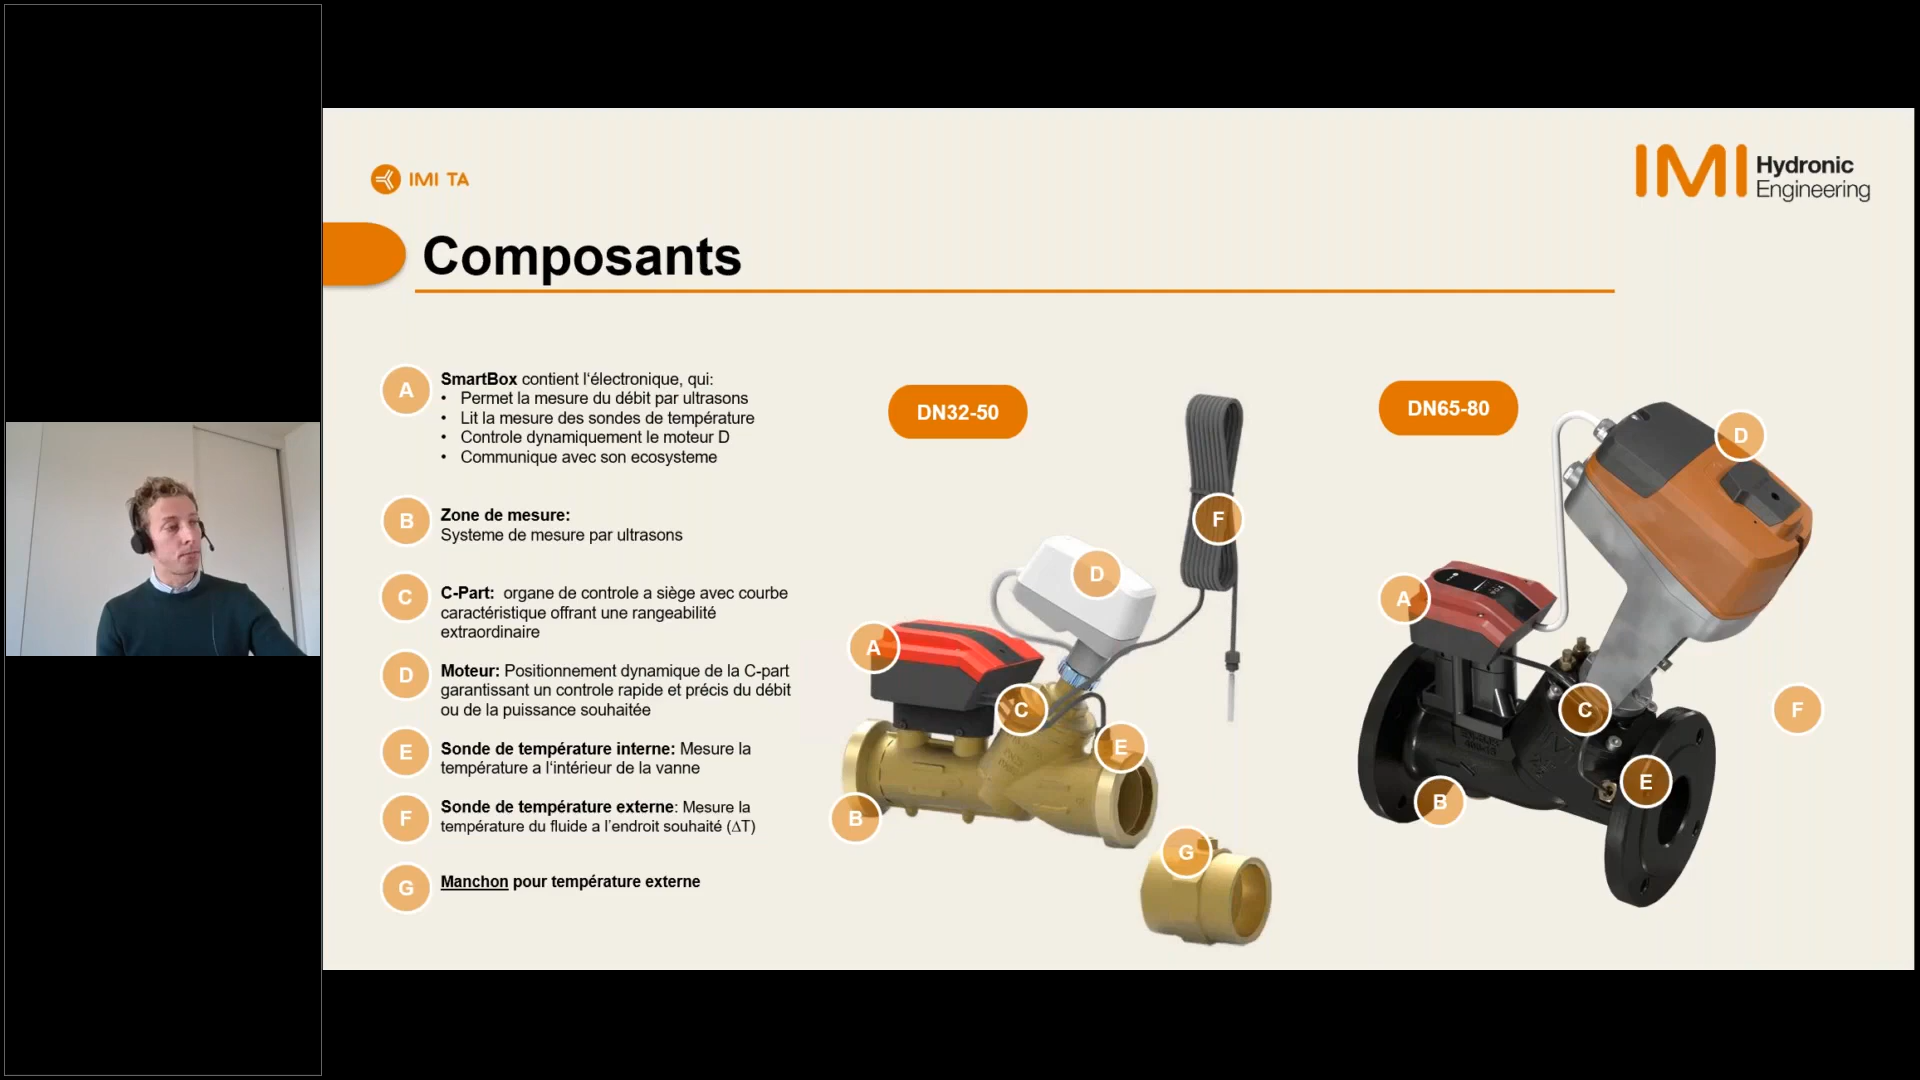 IMI TA
IMI Hydronic
Engineering
Composants
A
SmartBox contient l‘électronique, qui:
• Permet la mesure du débit par ultrasons
• Lit la mesure des sondes de température
• Controle dynamiquement le moteur D
• Communique avec son ecosysteme
B
Zone de mesure:
Systeme de mesure par ultrasons
C
C-Part: organe de controle a siège avec courbe
caractéristique offrant une rangeabilité
extraordinaire
D
Moteur: Positionnement dynamique de la C-part
garantissant un controle rapide et précis du débit
ou de la puissance souhaitée
E
Sonde de température interne: Mesure la
température a l‘intérieur de la vanne
F
Sonde de température externe: Mesure la
température du fluide a l’endroit souhaité (∆T)
G
Manchon pour température externe
DN32-50
F
D
A
C
E
B
G
DN65-80
D
A
C
F
E
B